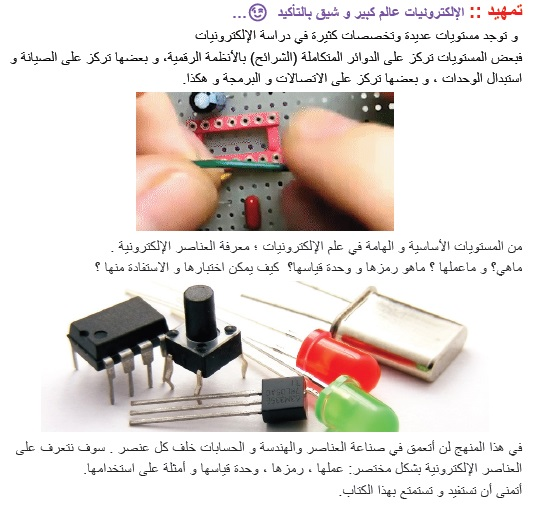 تمهيد :: الإلكترونيات عالم كبير و شيق بالتأكيد 😉...
و توجد مستويات عديدة وتخصصات كثيرة في دراسة الإلكترونيات
فبعض المستويات تركز على الدوائر المتكاملة (الشرائح) بالأنظمة الرقمية، و بعضها تركز على الصيانة و
استبدال الوحدات ، و بعضها تركز على الاتصالات و البرمجة و هكذا.
من المستويات الأساسية و الهامة في علم الإلكترونيات ؛ معرفة العناصر الإلكترونية .
ماهي؟ و ماعملها ؟ ماهو رمزها و وحدة قياسها؟ كيف يمكن اختبارها و الاستفادة منها ؟
في هذا المنهج لن أتعمق في صناعة العناصر والهندسة و الحسابات خلف كل عنصر . سوف نتعرف على
العناصر الإلكترونية بشكل مختصر: عملها ، رمزها ، وحدة قياسها و أمثلة على استخدامها.
أتمنى أن تستفيد و تستمتع بهذا الكتاب.